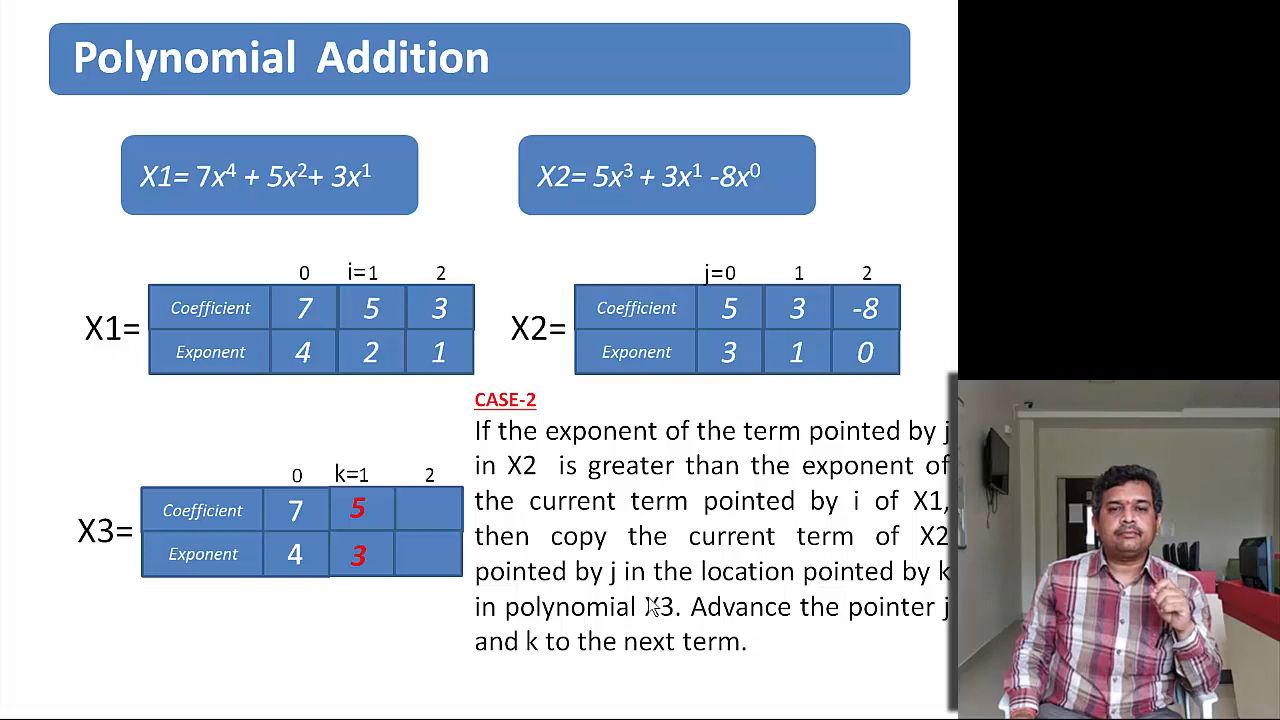 Polynomial Addition
X1= 7x⁴ + 5x²+ 3x¹
X2= 5x³ + 3x¹ -8x⁰
0 i=1 2
X1=
Coefficient 7 5 3
Exponent 4 2 1
j=0 1 2
X2=
Coefficient 5 3 -8
Exponent 3 1 0
0 k=1 2
X3=
Coefficient 7 5
Exponent 4 3
CASE-2
If the exponent of the term pointed by j
in X2 is greater than the exponent of
the current term pointed by i of X1,
then copy the current term of X2
pointed by j in the location pointed by k
in polynomial X3. Advance the pointer j
and k to the next term.